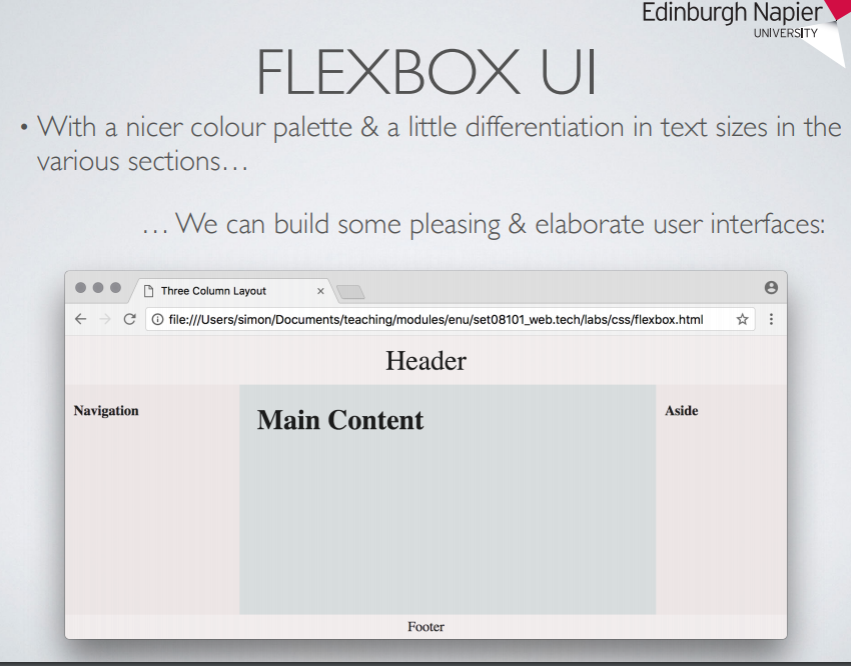 Edinburgh Napier
UNIVERSITY
FLEXBOX UI
• With a nicer colour palette & a little differentiation in text sizes in the
various sections…
… We can build some pleasing & elaborate user interfaces:
Three Column Layout
file:///Users/simon/Documents/teaching/modules/enu/set08101_web.tech/labs/css/flexbox.html
Header
Navigation
Main Content
Aside
Footer